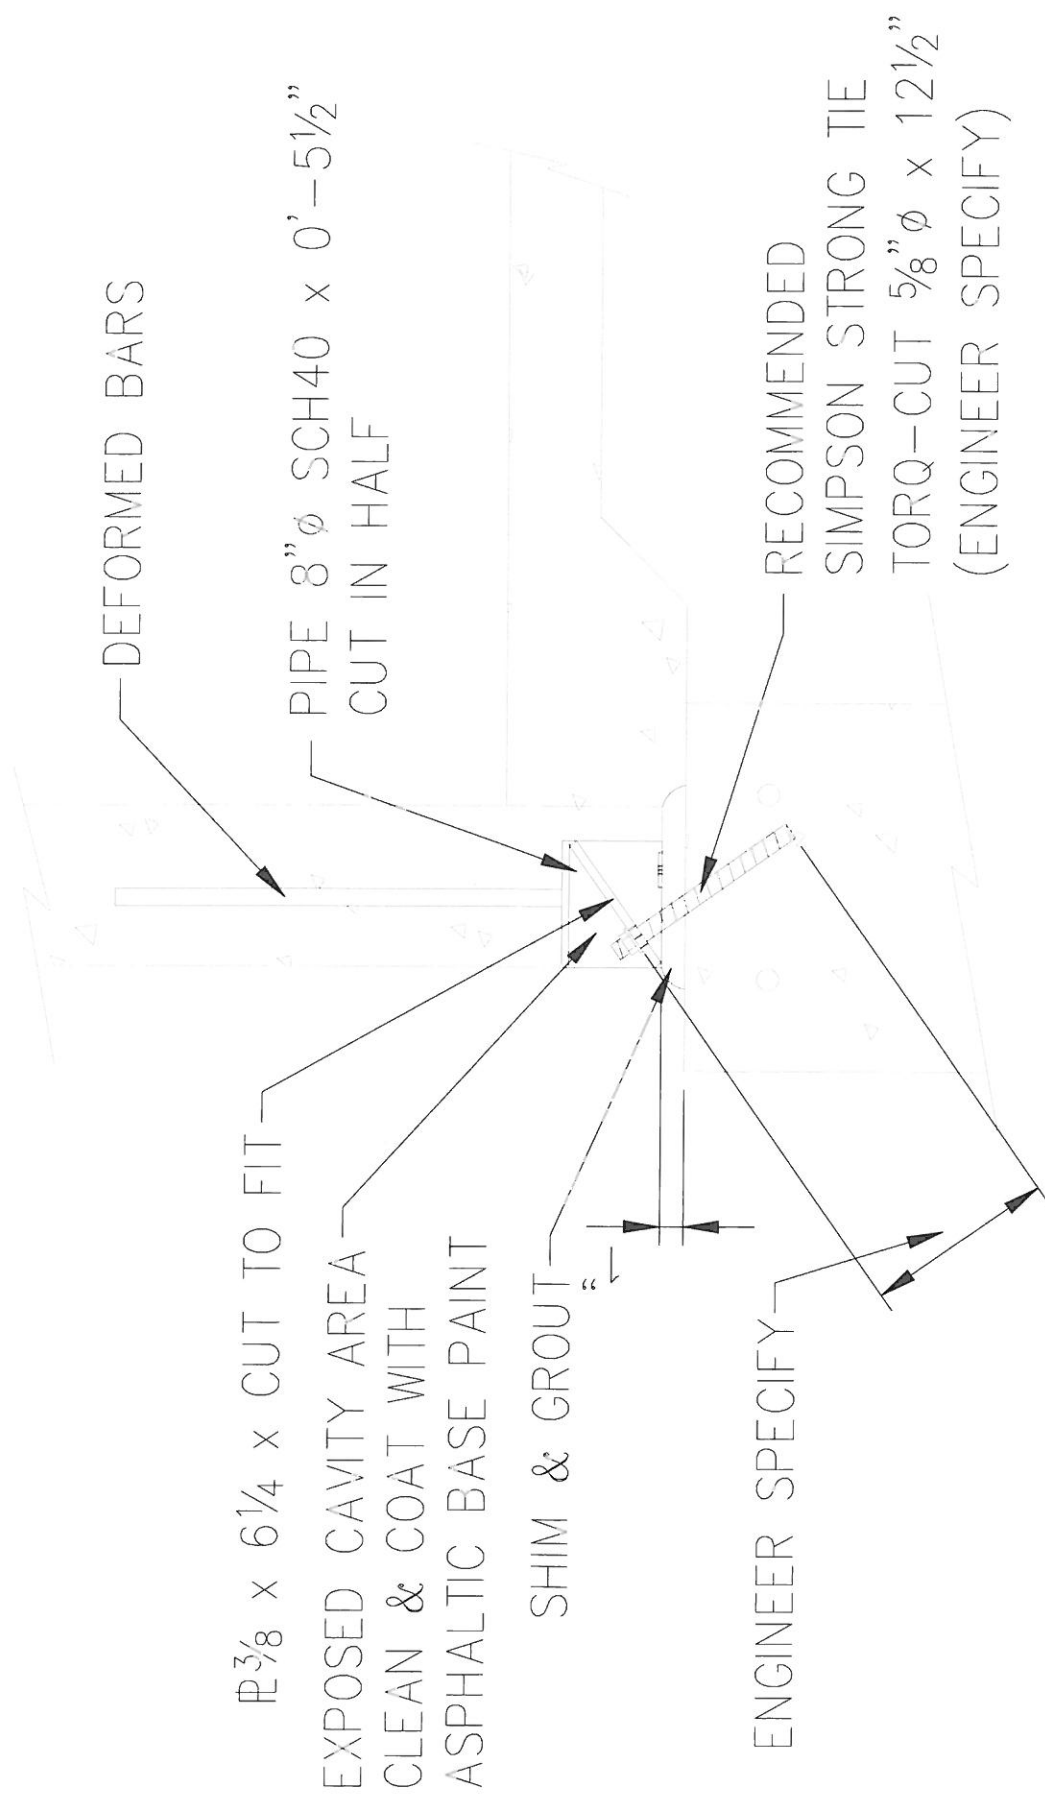 DEFORMED BARS
PIPE 8"ø SCH40 x 0'-5½"
CUT IN HALF
℄ ⅜ x 6¼ x CUT TO FIT
EXPOSED CAVITY AREA
CLEAN & COAT WITH
ASPHALTIC BASE PAINT
SHIM & GROUT
1"
RECOMMENDED
SIMPSON STRONG TIE
TORQ-CUT ⅝"ø x 12½"
(ENGINEER SPECIFY)
ENGINEER SPECIFY